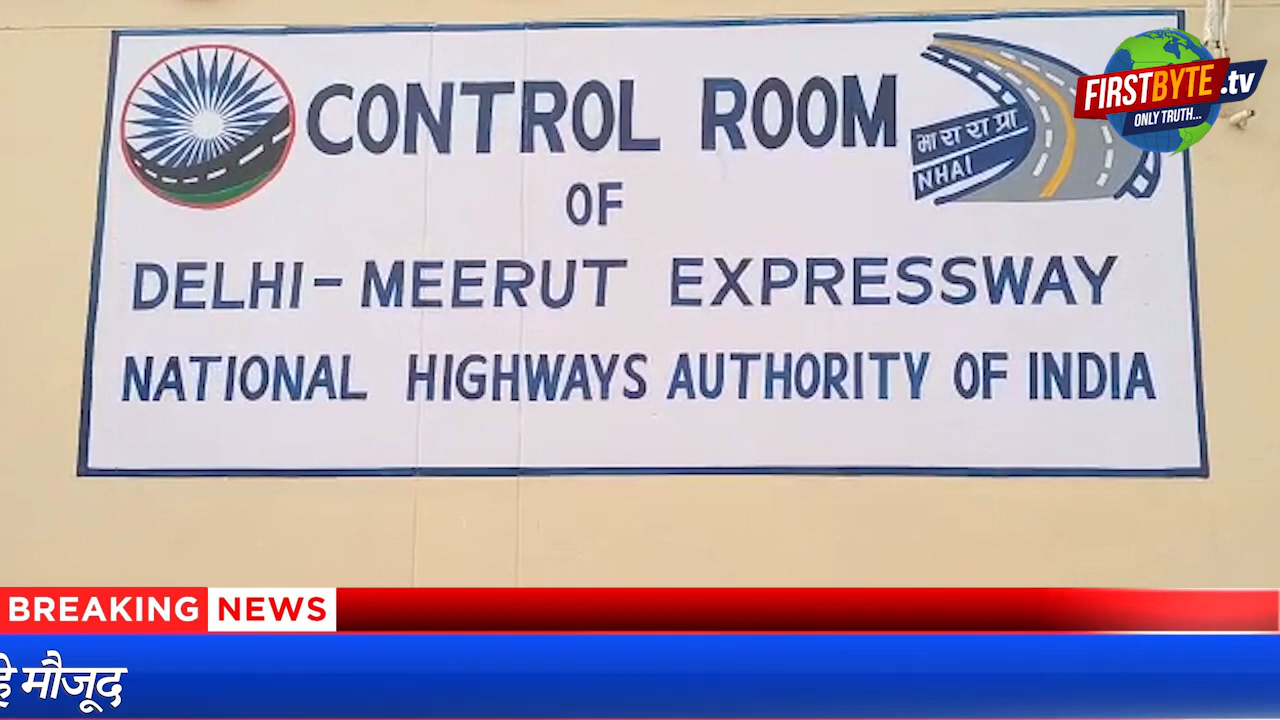 CONTROL ROOM
OF
DELHI-MEERUT EXPRESSWAY
NATIONAL HIGHWAYS AUTHORITY OF INDIA
भा रा रा प्रा
NHAI
FIRSTBYTE.tv
ONLY TRUTH...
BREAKING NEWS
मौजूद